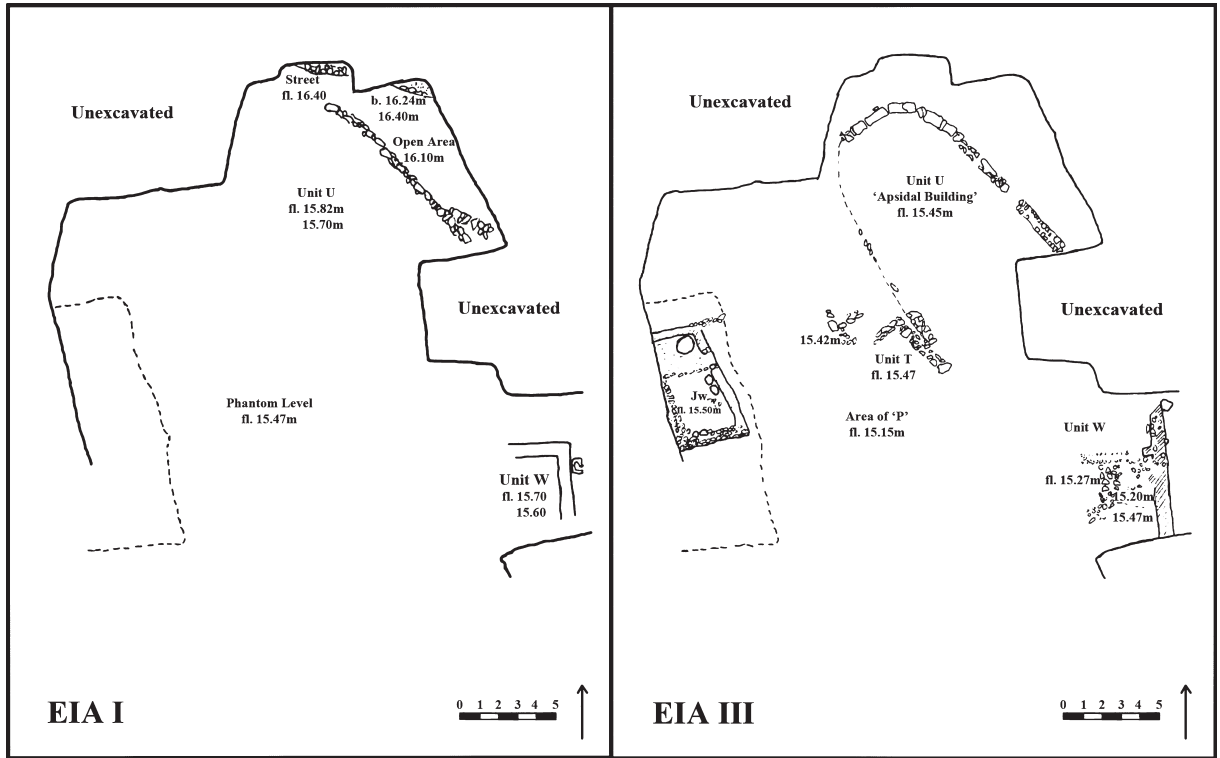 Street
fl. 16.40
Unexcavated
b. 16.24m
16.40m
Open Area
16.10m
Unit U
fl. 15.82m
15.70m
Unexcavated
Phantom Level
fl. 15.47m
Unit W
fl. 15.70
15.60
EIA I
0 1 2 3 4 5
Unexcavated
Unit U
‘Apsidal Building’
fl. 15.45m
Unexcavated
15.42m
Unit T
fl. 15.47
Jw
fl. 15.50m
Area of ‘P’
fl. 15.15m
Unit W
fl. 15.27m
15.20m
15.47m
EIA III
0 1 2 3 4 5